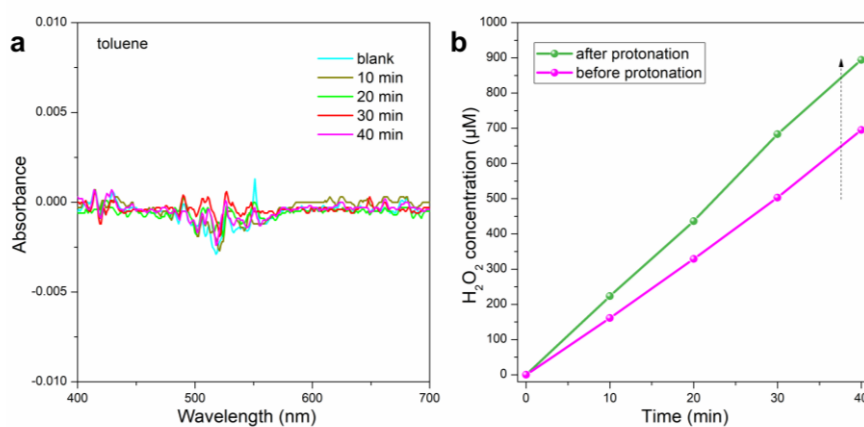 a
toluene
blank
10 min
20 min
30 min
40 min
0.010
0.005
0.000
-0.005
-0.010
Absorbance
400
500
600
700
Wavelength (nm)
b
after protonation
before protonation
1000
900
800
700
600
500
400
300
200
100
0
H₂O₂ concentration (μM)
0
10
20
30
40
Time (min)